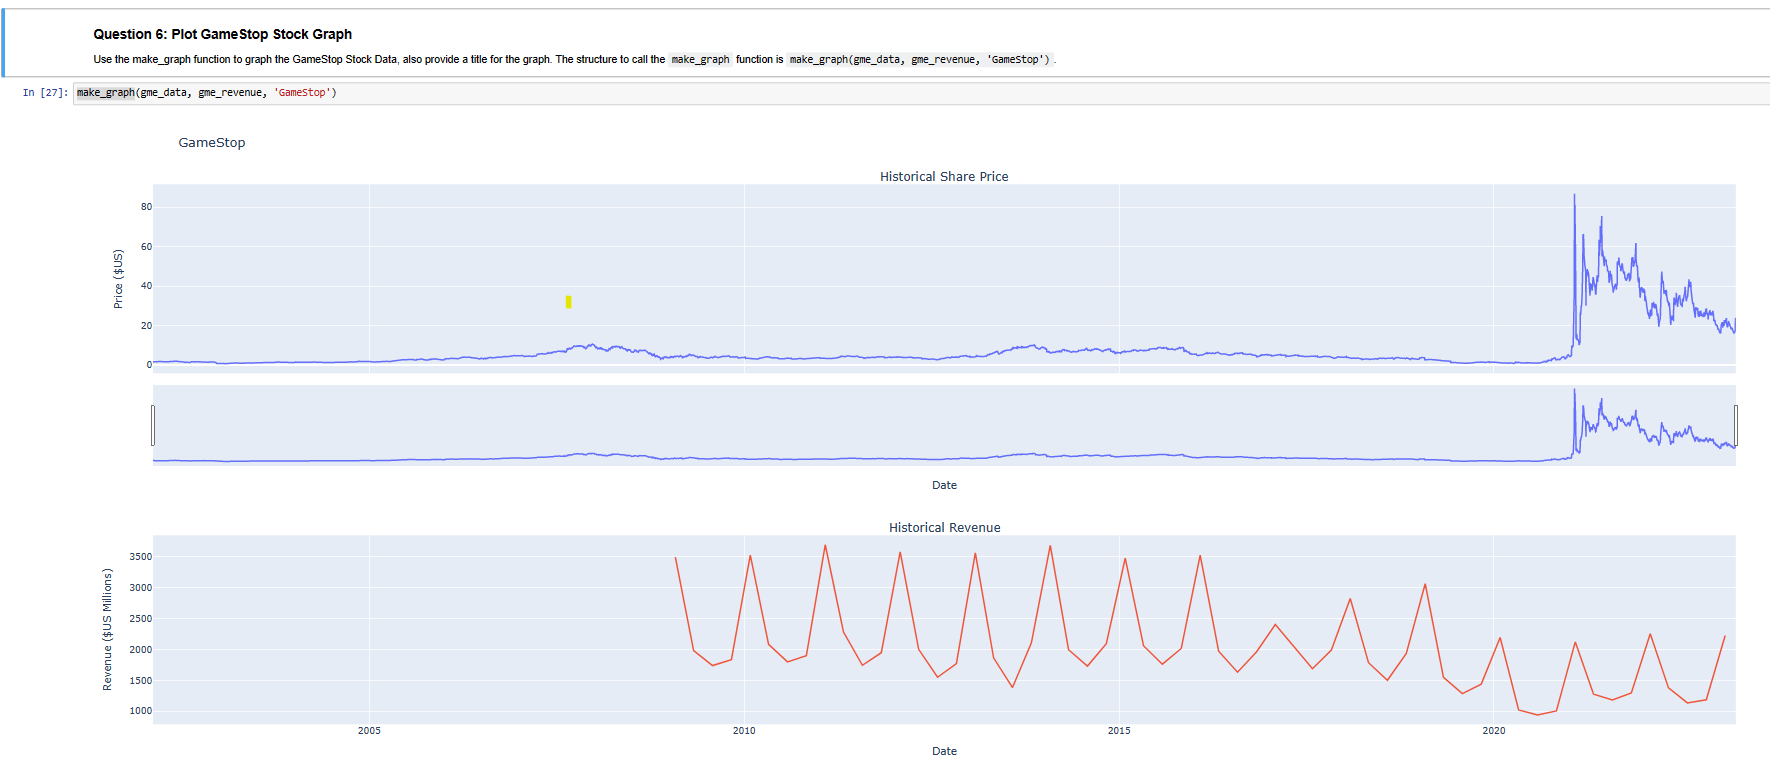 Question 6: Plot GameStop Stock Graph
Use the make_graph function to graph the GameStop Stock Data, also provide a title for the graph. The structure to call the make_graph function is make_graph(gme_data, gme_revenue, 'GameStop').
In [27]: make_graph(gme_data, gme_revenue, 'GameStop')
GameStop
Historical Share Price
Price ($US)
80
60
40
20
0
Date
Historical Revenue
Revenue ($US Millions)
3500
3000
2500
2000
1500
1000
2005 2010 2015 2020
Date